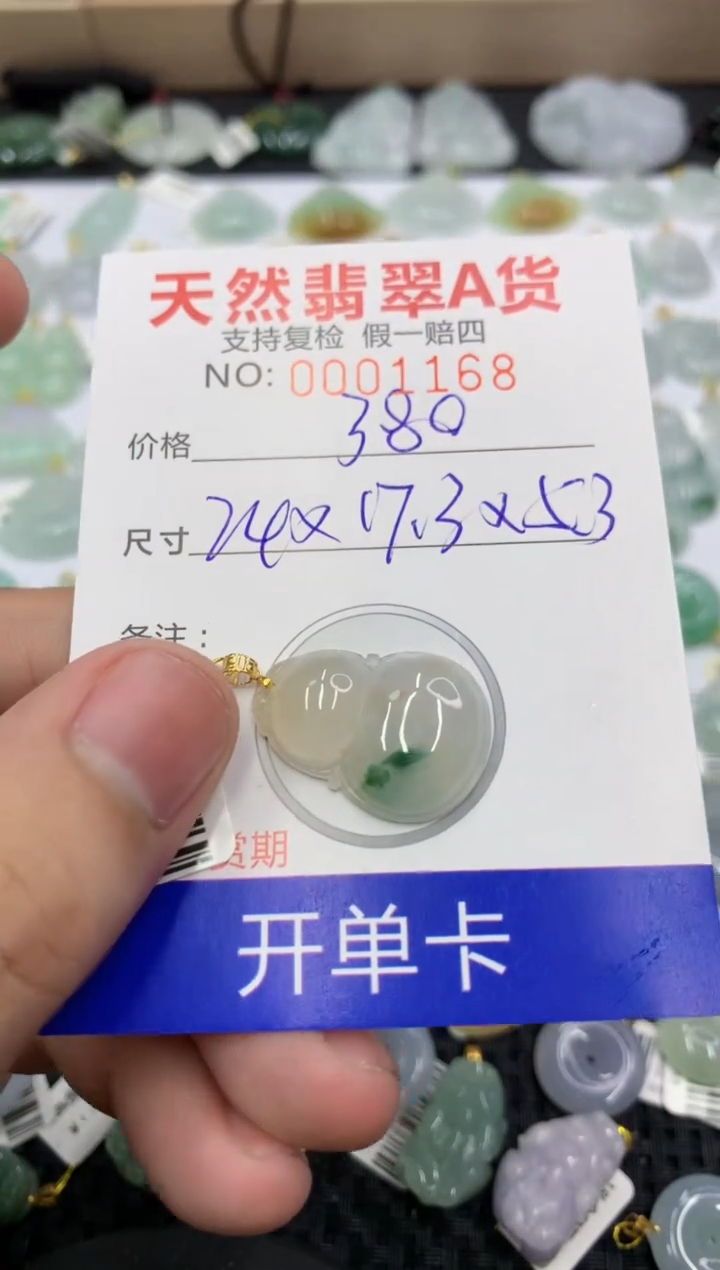 天然翡翠A货
支持复检 假一赔四
NO: 0001168
价格 380
尺寸 24x17.3x5.3
备注：
赏期
开单卡